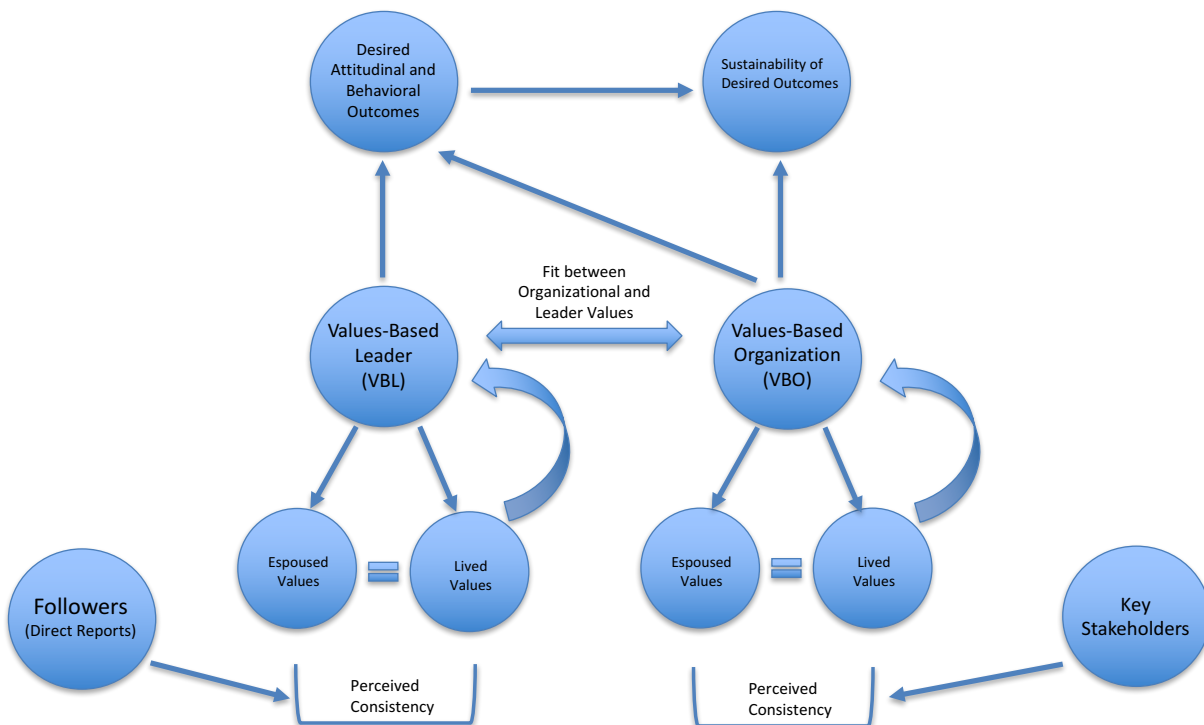 Desired
Attitudinal and
Behavioral
Outcomes
Sustainability of
Desired Outcomes
Fit between
Organizational and
Leader Values
Values-Based
Leader
(VBL)
Values-Based
Organization
(VBO)
Espoused
Values
=
Lived
Values
Espoused
Values
=
Lived
Values
Followers
(Direct Reports)
Key
Stakeholders
Perceived
Consistency
Perceived
Consistency